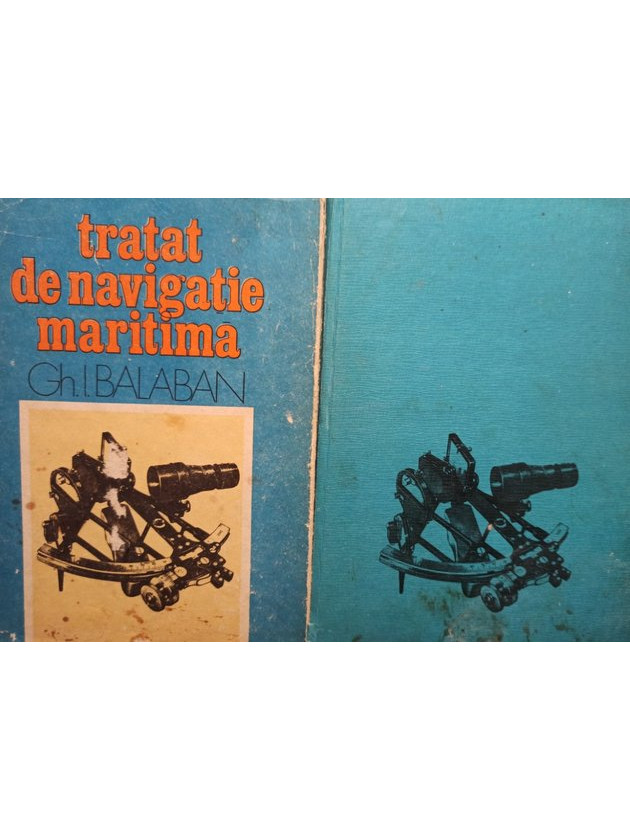 tratat
de navigatie
maritima
Gh.I.BALABAN